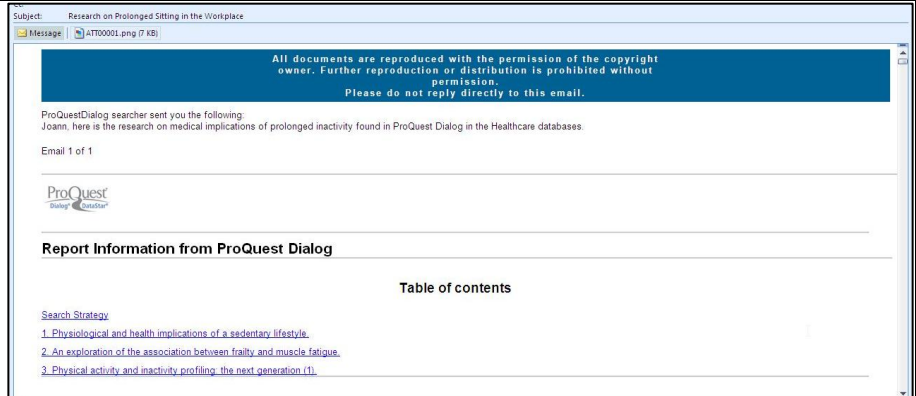 Subject: Research on Prolonged Sitting in the Workplace
Message ATT00001.png (7 KB)
All documents are reproduced with the permission of the copyright
owner. Further reproduction or distribution is prohibited without
permission.
Please do not reply directly to this email.
ProQuestDialog searcher sent you the following:
Joann, here is the research on medical implications of prolonged inactivity found in ProQuest Dialog in the Healthcare databases.
Email 1 of 1
ProQuest
Dialog® DataStar®
Report Information from ProQuest Dialog
Table of contents
Search Strategy
1. Physiological and health implications of a sedentary lifestyle.
2. An exploration of the association between frailty and muscle fatigue.
3. Physical activity and inactivity profiling: the next generation (1).